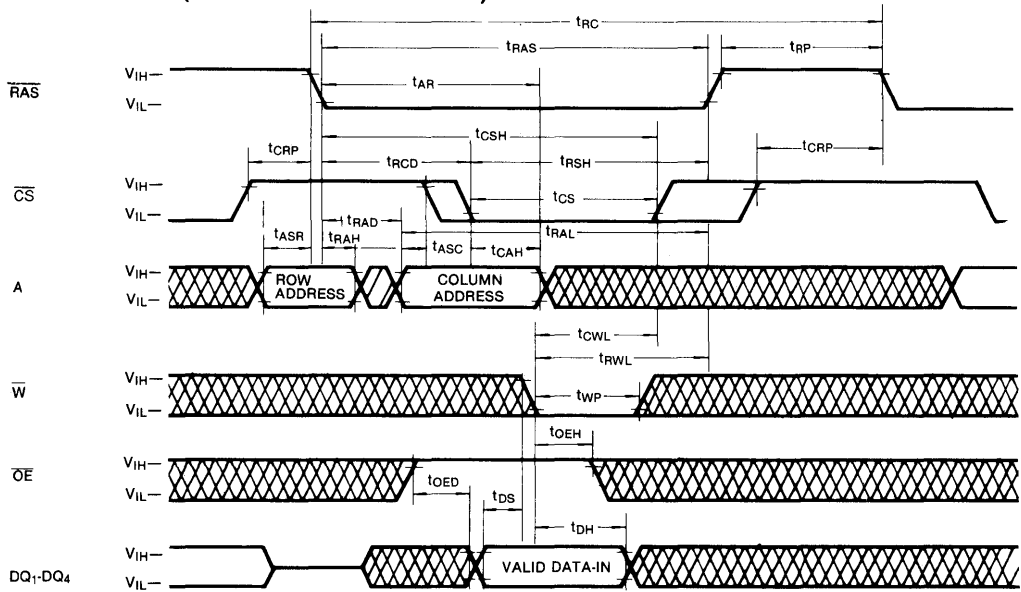 tRC
tRAS
tRP
tAR
RAS
VIH—
VIL—
tCSH
tCRP
tRCD
tRSH
tCRP
CS
VIH—
VIL—
tCS
tRAD
tRAL
tASR
tRAH
tASC
tCAH
A
VIH—
VIL—
ROW
ADDRESS
COLUMN
ADDRESS
tCWL
tRWL
W
VIH—
VIL—
tWP
tOEH
OE
VIH—
VIL—
tOED
tDS
tDH
DQ1-DQ4
VIH—
VIL—
VALID DATA-IN